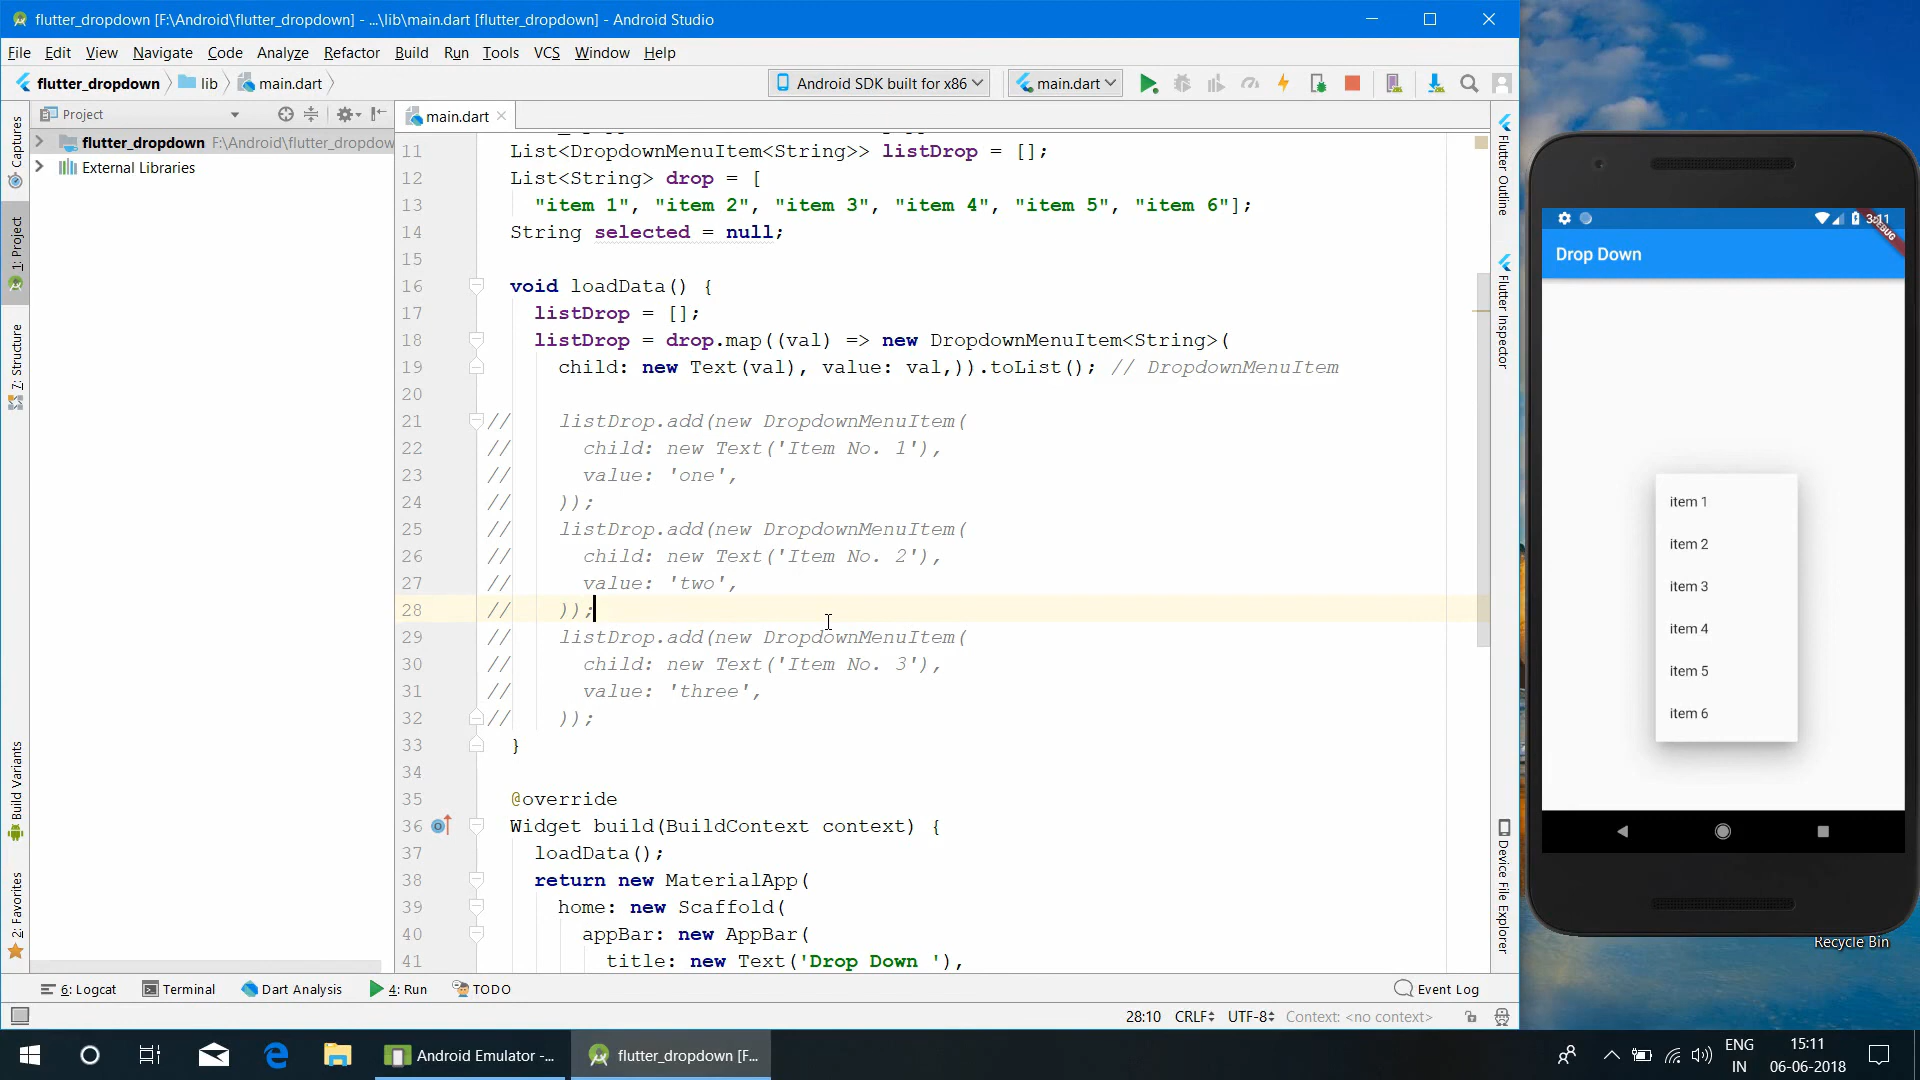 flutter_dropdown [F:\Android\flutter_dropdown] - ...\lib\main.dart [flutter_dropdown] - Android Studio
File Edit View Navigate Code Analyze Refactor Build Run Tools VCS Window Help
flutter_dropdown lib main.dart Android SDK built for x86 main.dart
Project
flutter_dropdown F:\Android\flutter_dropdow
External Libraries
Captures
1: Project
7: Structure
Build Variants
2: Favorites
main.dart
11 List<DropdownMenuItem<String>> listDrop = [];
12 List<String> drop = [
13 "item 1", "item 2", "item 3", "item 4", "item 5", "item 6"];
14 String selected = null;
15
16 void loadData() {
17 listDrop = [];
18 listDrop = drop.map((val) => new DropdownMenuItem<String>(
19 child: new Text(val), value: val,)).toList(); // DropdownMenuItem
20
21 // listDrop.add(new DropdownMenuItem(
22 // child: new Text('Item No. 1'),
23 // value: 'one',
24 // ));
25 // listDrop.add(new DropdownMenuItem(
26 // child: new Text('Item No. 2'),
27 // value: 'two',
28 // ));
29 // listDrop.add(new DropdownMenuItem(
30 // child: new Text('Item No. 3'),
31 // value: 'three',
32 // ));
33 }
34
35 @override
36 Widget build(BuildContext context) {
37 loadData();
38 return new MaterialApp(
39 home: new Scaffold(
40 appBar: new AppBar(
41 title: new Text('Drop Down '),
Flutter Outline
Flutter Inspector
Device File Explorer
3:11
DEBUG
Drop Down
item 1
item 2
item 3
item 4
item 5
item 6
Recycle Bin
6: Logcat Terminal Dart Analysis 4: Run TODO Event Log
28:10 CRLF UTF-8 Context: <no context>
Android Emulator -... flutter_dropdown [F...
ENG
IN
15:11
06-06-2018